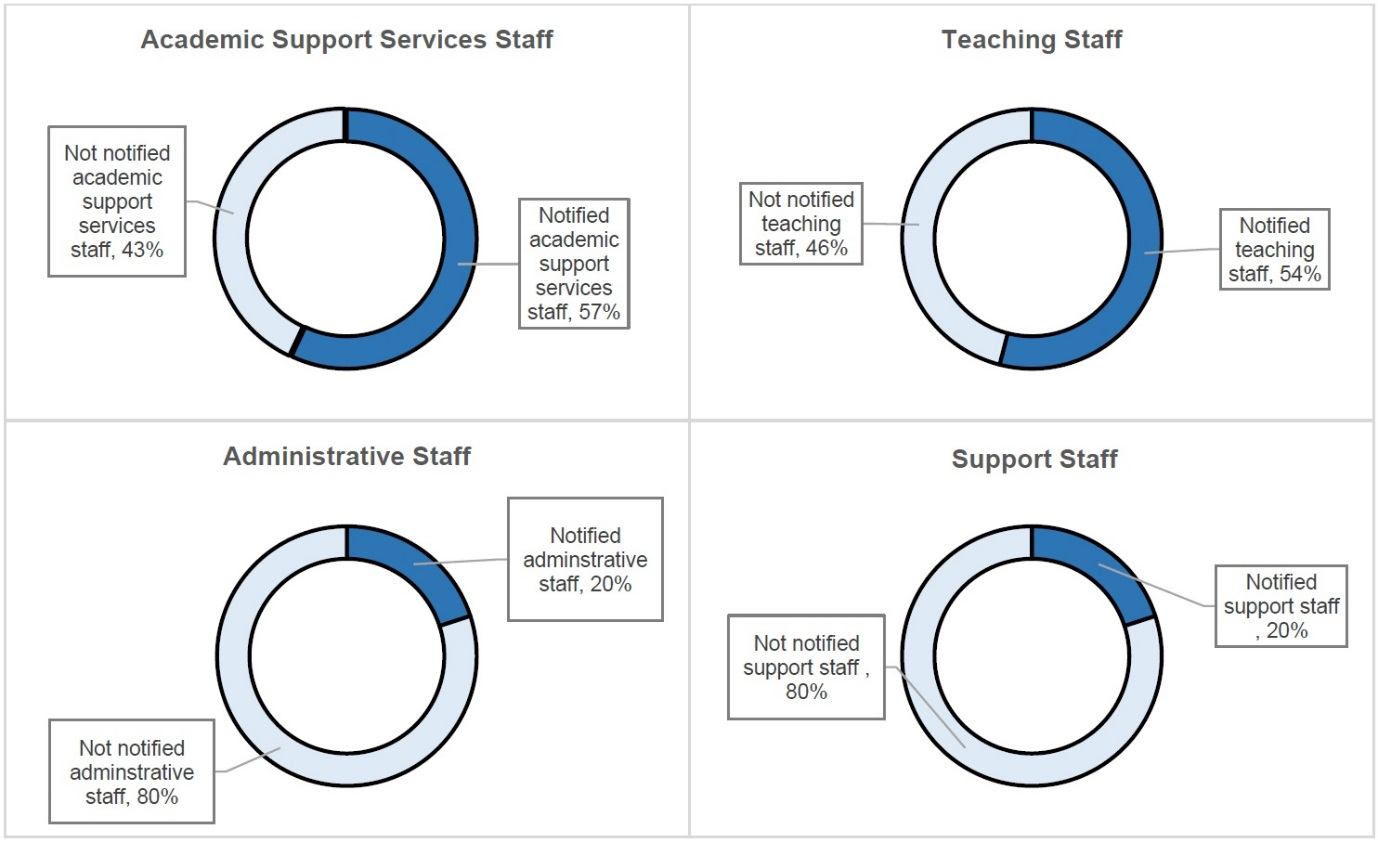 Academic Support Services Staff
Not notified
academic
support
services
staff, 43%
Notified
academic
support
services
staff, 57%
Teaching Staff
Not notified
teaching
staff, 46%
Notified
teaching
staff, 54%
Administrative Staff
Notified
adminstrative
staff, 20%
Not notified
adminstrative
staff, 80%
Support Staff
Notified
support staff
, 20%
Not notified
support staff ,
80%